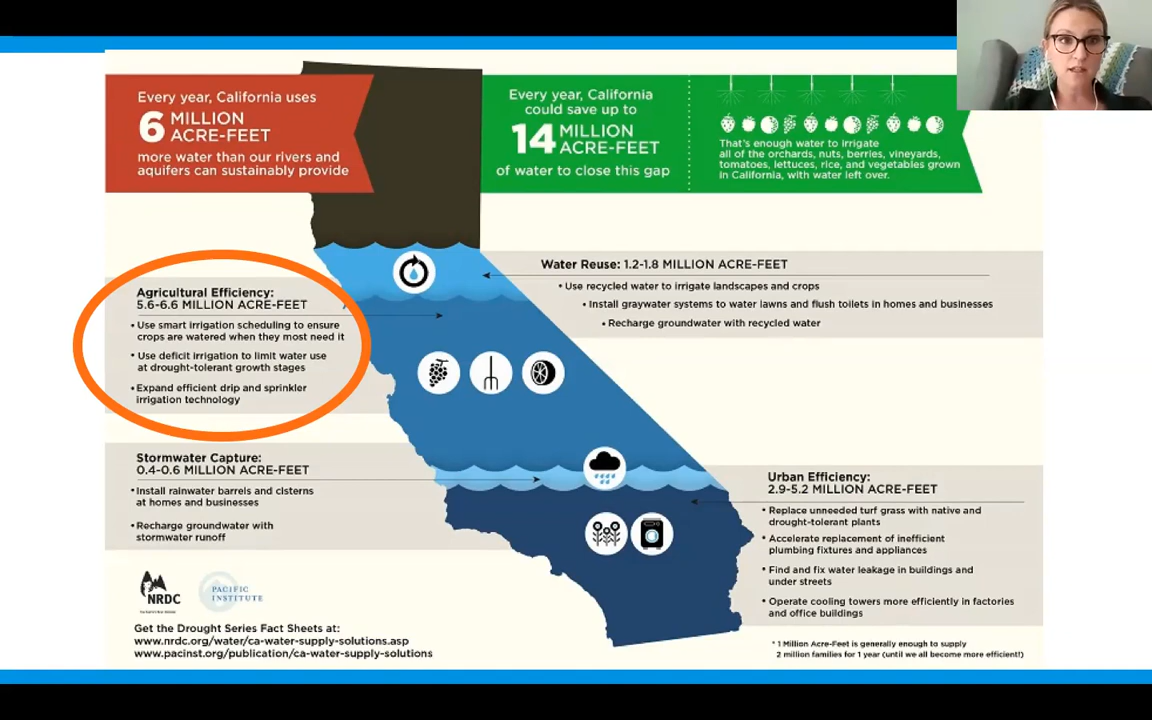 Every year, California uses
6 MILLION
ACRE-FEET
more water than our rivers and
aquifers can sustainably provide
Every year, California
could save up to
14 MILLION
ACRE-FEET
of water to close this gap
That's enough water to irrigate
all of the orchards, nuts, berries, vineyards,
tomatoes, lettuces, rice, and vegetables grown
in California, with water left over.
Water Reuse: 1.2-1.8 MILLION ACRE-FEET
• Use recycled water to irrigate landscapes and crops
• Install graywater systems to water lawns and flush toilets in homes and businesses
• Recharge groundwater with recycled water
Agricultural Efficiency:
5.6-6.6 MILLION ACRE-FEET
• Use smart irrigation scheduling to ensure
crops are watered when they most need it
• Use deficit irrigation to limit water use
at drought-tolerant growth stages
• Expand efficient drip and sprinkler
irrigation technology
Stormwater Capture:
0.4-0.6 MILLION ACRE-FEET
• Install rainwater barrels and cisterns
at homes and businesses
• Recharge groundwater with
stormwater runoff
Urban Efficiency:
2.9-5.2 MILLION ACRE-FEET
• Replace unneeded turf grass with native and
drought-tolerant plants
• Accelerate replacement of inefficient
plumbing fixtures and appliances
• Find and fix water leakage in buildings and
under streets
• Operate cooling towers more efficiently in factories
and office buildings
NRDC
PACIFIC
INSTITUTE
Get the Drought Series Fact Sheets at:
www.nrdc.org/water/ca-water-supply-solutions.asp
www.pacinst.org/publication/ca-water-supply-solutions
* 1 Million Acre-Feet is generally enough to supply
2 million families for 1 year (until we all become more efficient!)